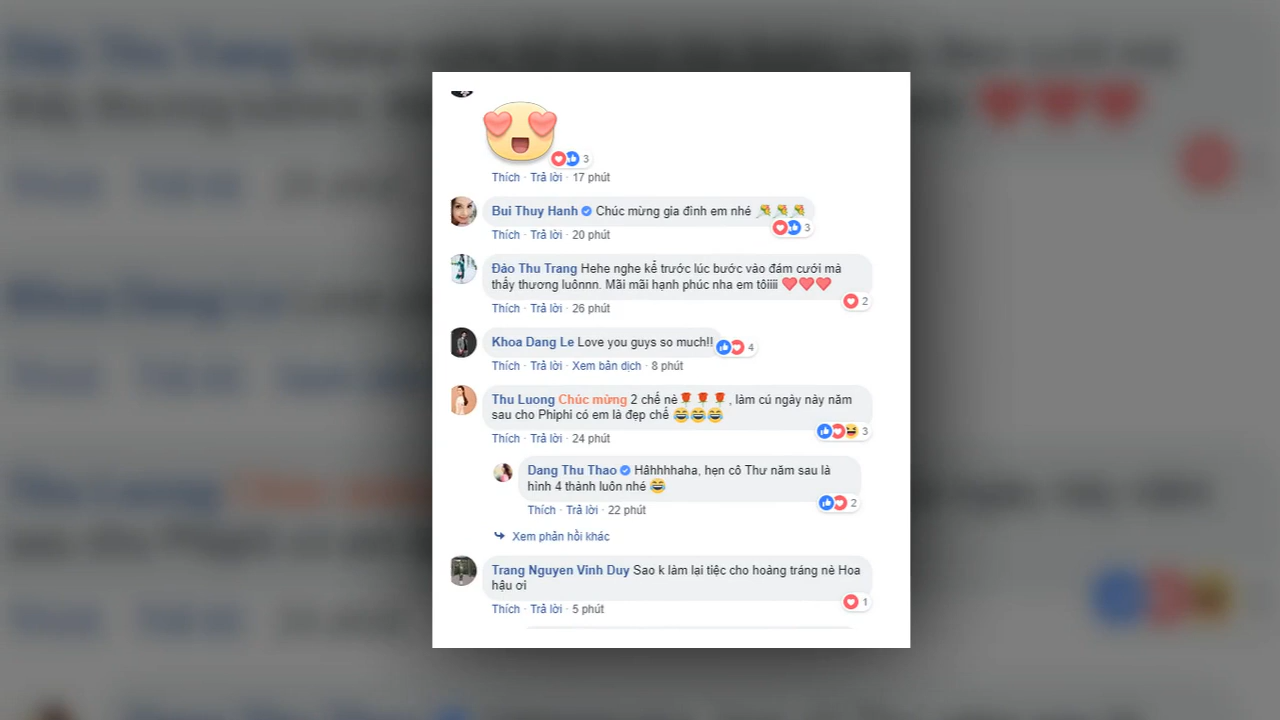 3
Thích · Trả lời · 17 phút
Bui Thuy Hanh Chúc mừng gia đình em nhé
3
Thích · Trả lời · 20 phút
Đào Thu Trang Hehe nghe kể trước lúc bước vào đám cưới mà
thấy thương luônnn. Mãi mãi hạnh phúc nha em tôiiii ❤❤❤
2
Thích · Trả lời · 26 phút
Khoa Dang Le Love you guys so much!!
4
Thích · Trả lời · Xem bản dịch · 8 phút
Thu Luong Chúc mừng 2 chế nè🌹🌹🌹, làm cú ngày này năm
sau cho Phiphi có em là đẹp chế 😂😂😂
3
Thích · Trả lời · 24 phút
Dang Thu Thao Hâhhhhaha, hẹn cô Thư năm sau là
hình 4 thành luôn nhé 😂
2
Thích · Trả lời · 22 phút
Xem phản hồi khác
Trang Nguyen Vinh Duy Sao k làm lại tiệc cho hoảng tráng nè Hoa
hậu ơi
1
Thích · Trả lời · 5 phút